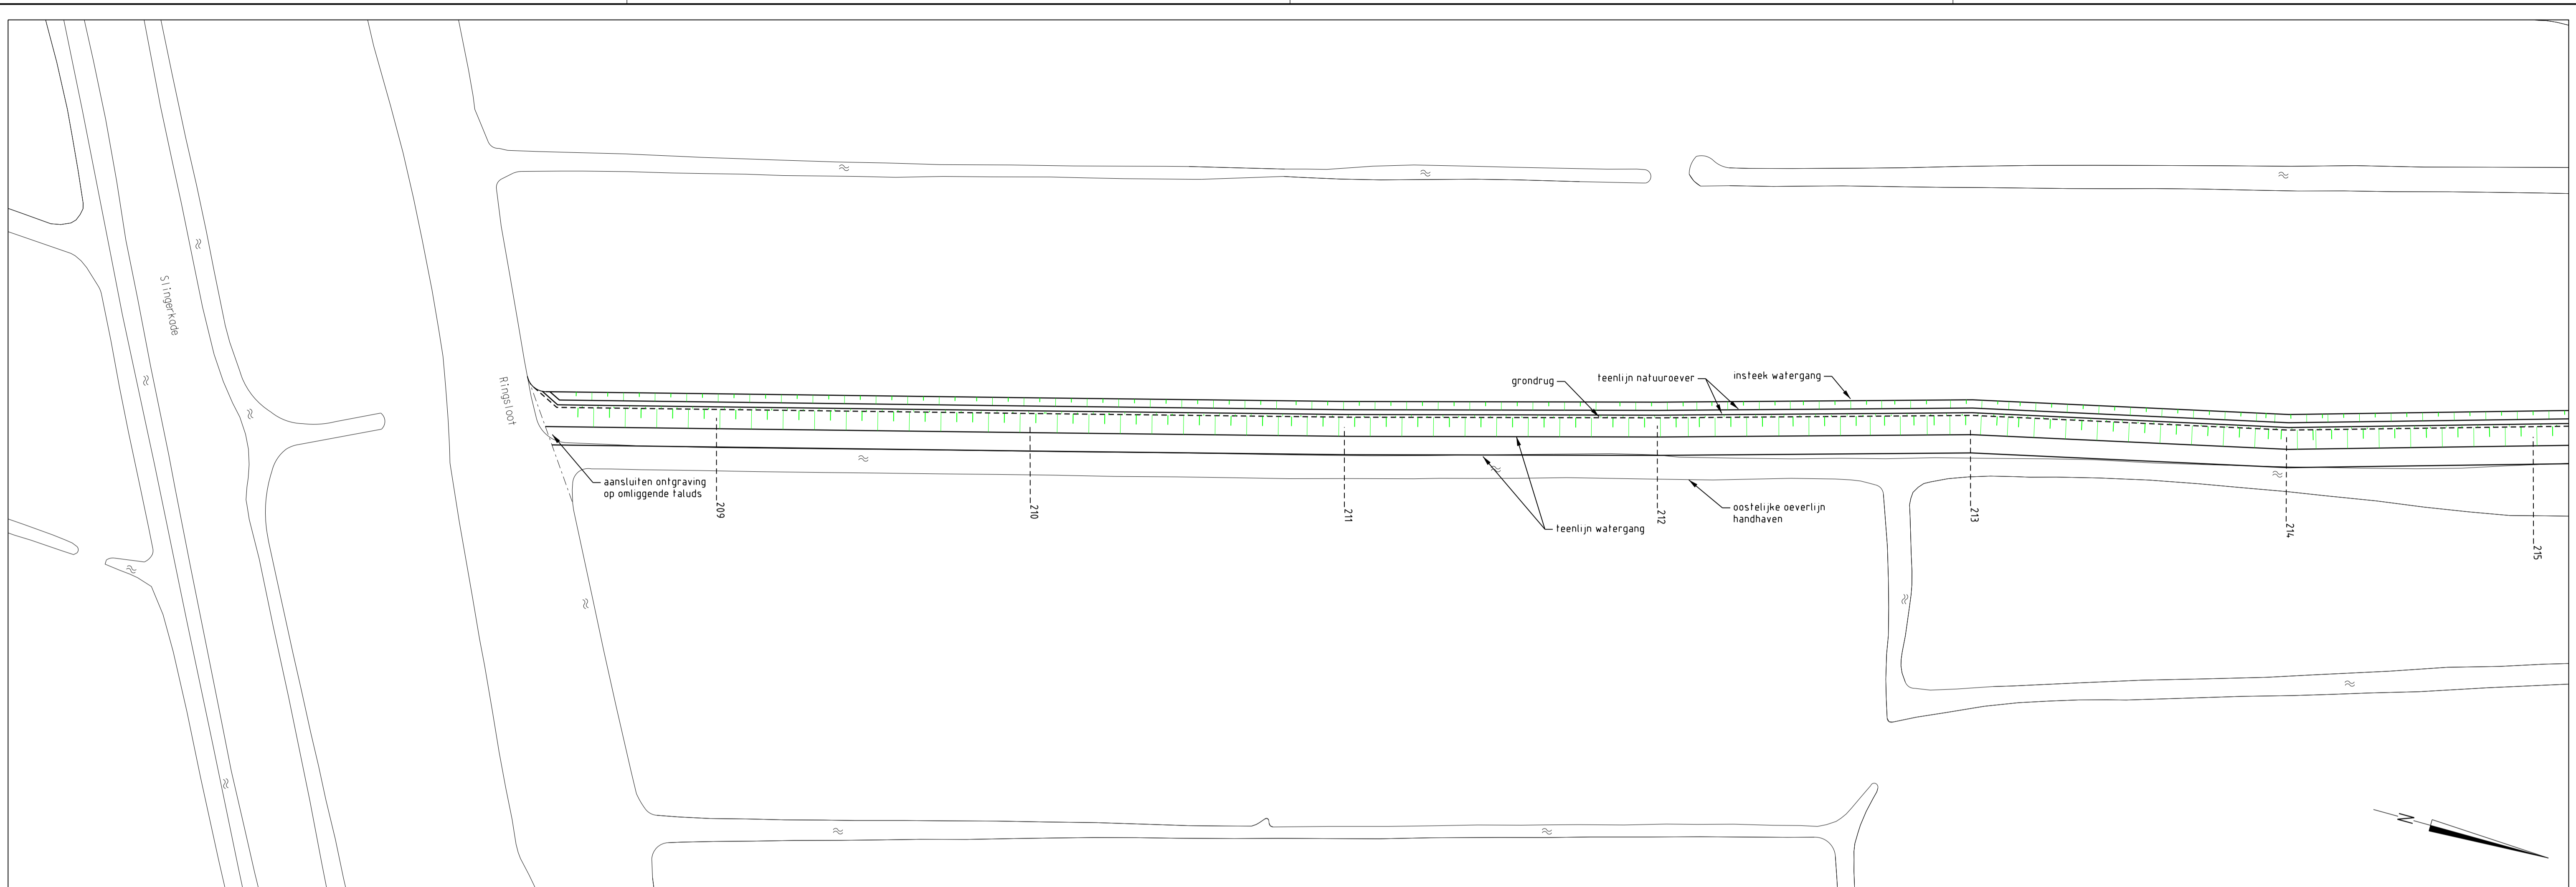 Slingerkade
Ringsloot
grondrug
teenlijn natuuroever
insteek watergang
aansluiten ontgraving
op omliggende taluds
teenlijn watergang
oostelijke oeverlijn
handhaven
209
210
211
212
213
214
215
N